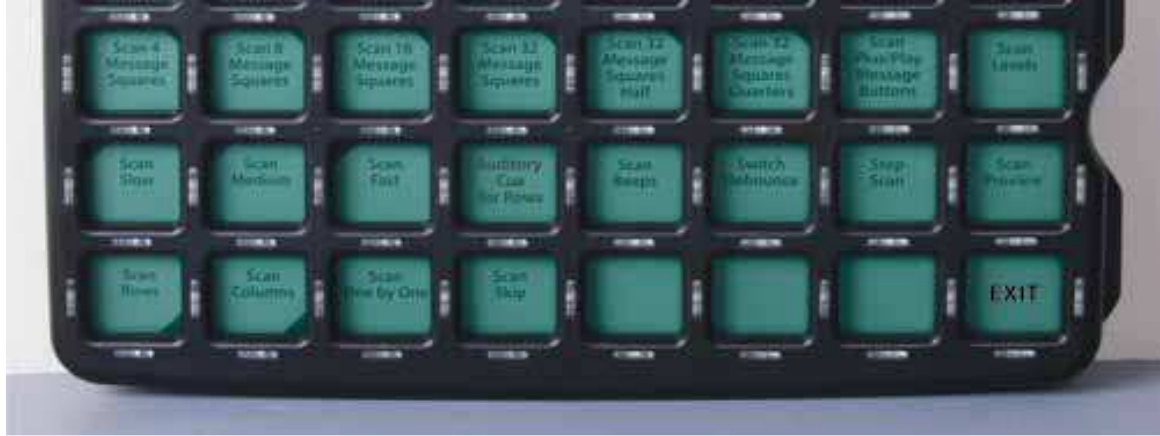 Scan 4
Message
Squares
Scan 8
Message
Squares
Scan 16
Message
Squares
Scan 32
Message
Squares
Scan 32
Message
Squares
Half
Scan 32
Message
Squares
Quarters
Scan
Plus/Play
Message
Buttons
Scan
Levels
Scan
Slow
Scan
Medium
Scan
Fast
Auditory
Cue
for Rows
Scan
Beeps
Switch
Debounce
Step
Scan
Scan
Preview
Scan
Rows
Scan
Columns
Scan
One by One
Scan
Skip
EXIT